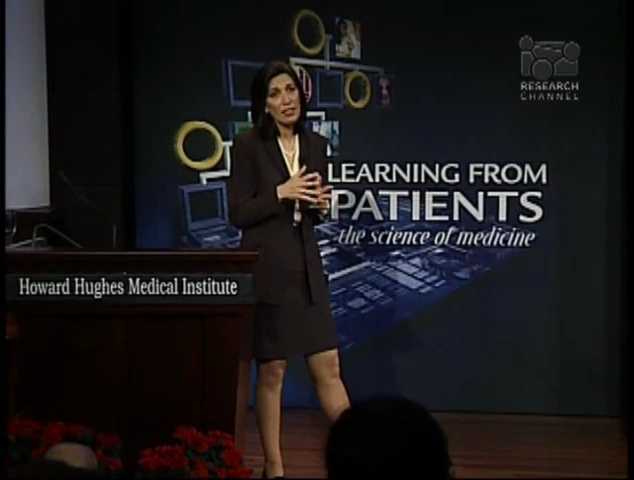 RESEARCH
CHANNEL
LEARNING FROM
PATIENTS
the science of medicine
Howard Hughes Medical Institute